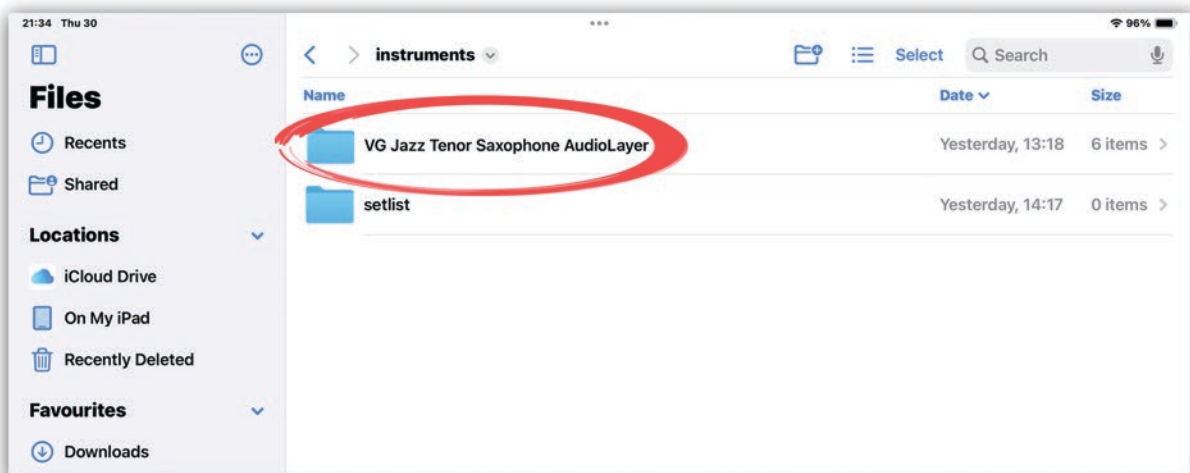 21:34 Thu 30
96%
instruments
Select
Search
Files
Name
Date
Size
Recents
VG Jazz Tenor Saxophone AudioLayer
Yesterday, 13:18
6 items
Shared
setlist
Yesterday, 14:17
0 items
Locations
iCloud Drive
On My iPad
Recently Deleted
Favourites
Downloads